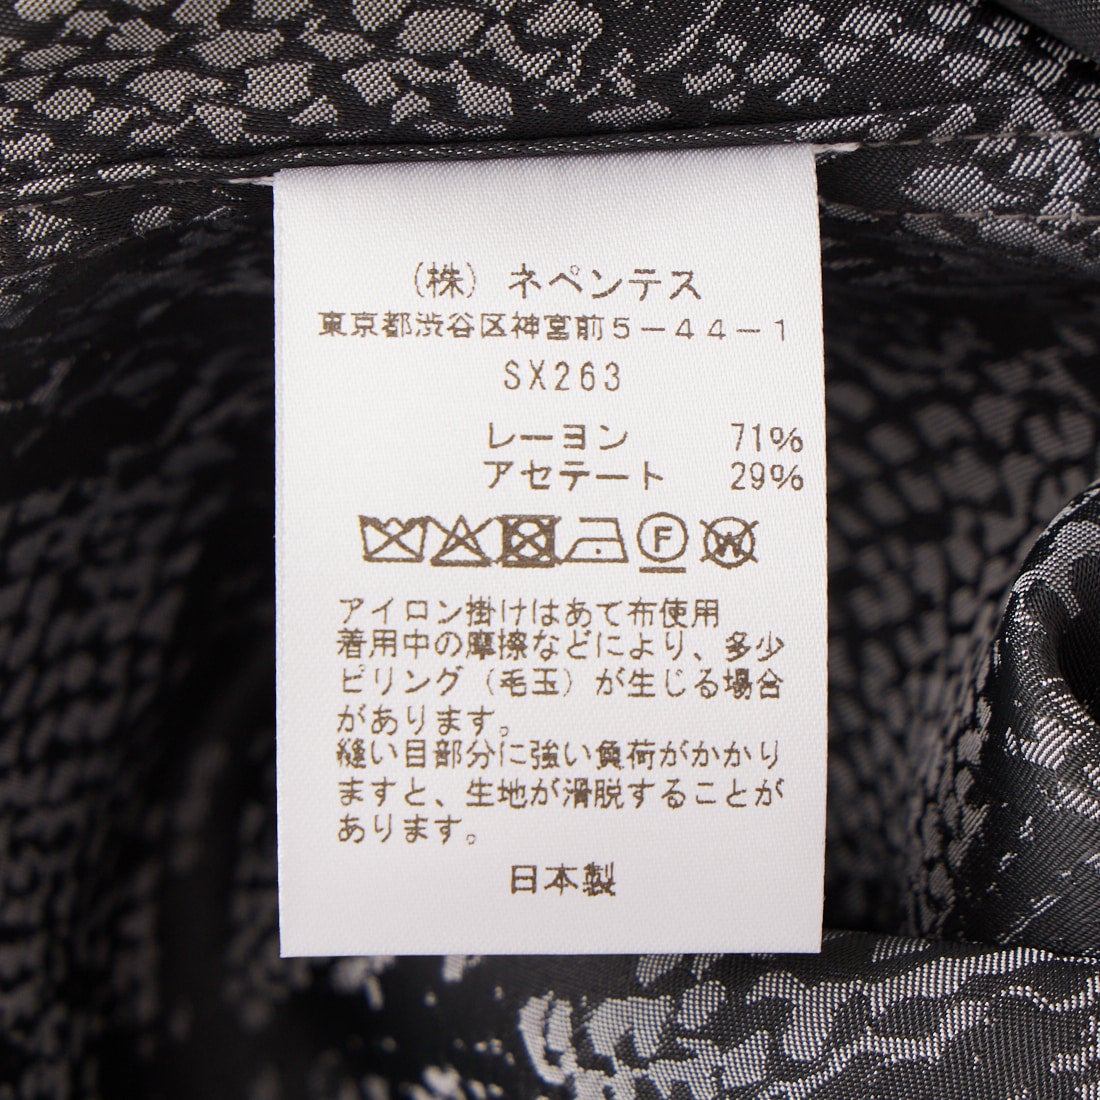 (株)ネペンテス
東京都渋谷区神宮前5-44-1
SX263
レーヨン 71%
アセテート 29%
F W
アイロン掛けはあて布使用
着用中の摩擦などにより、多少
ピリング(毛玉)が生じる場合
があります。
縫い目部分に強い負荷がかかり
ますと、生地が滑脱することが
あります。
日本製